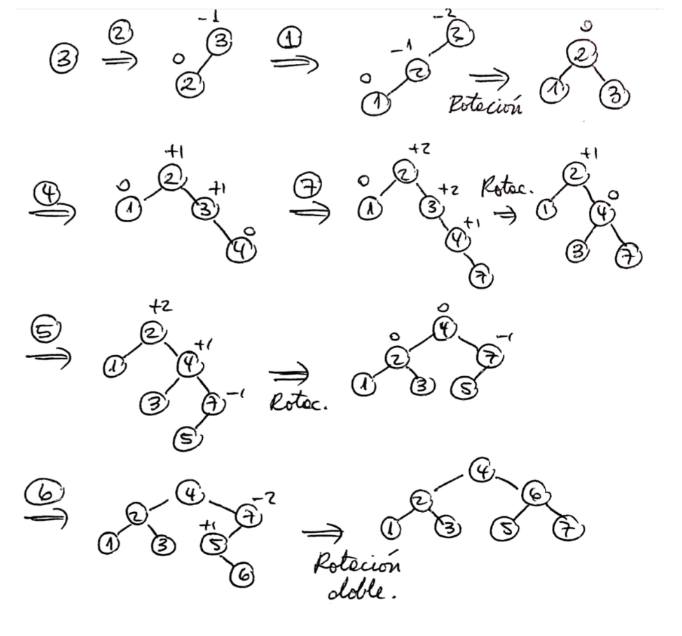 2 -1 1 -2 0
3 ⇒ 0 3 ⇒ -1 3 ⇒ 2
2 0 2 Rotación 1 3
1
+1 +2 +1
4 0 2 +1 7 0 2 +2 Rotac. 2 0
⇒ 1 3 0 ⇒ 1 3 +1 ⇒ 1 4
4 4 3 7
7
+2 0
5 2 +1 0 4 -1
⇒ 1 4 ⇒ 2 7
3 7 -1 Rotac. 1 3 5
5
6 4 -2 4
⇒ 2 +1 7 ⇒ 2 6
1 3 5 Rotación 1 3 5 7
6 doble.